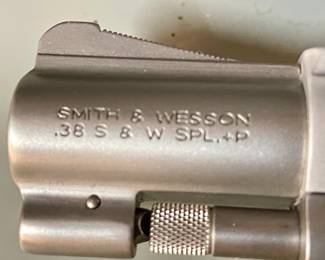 SMITH & WESSON
.38 S & W SPL.+P